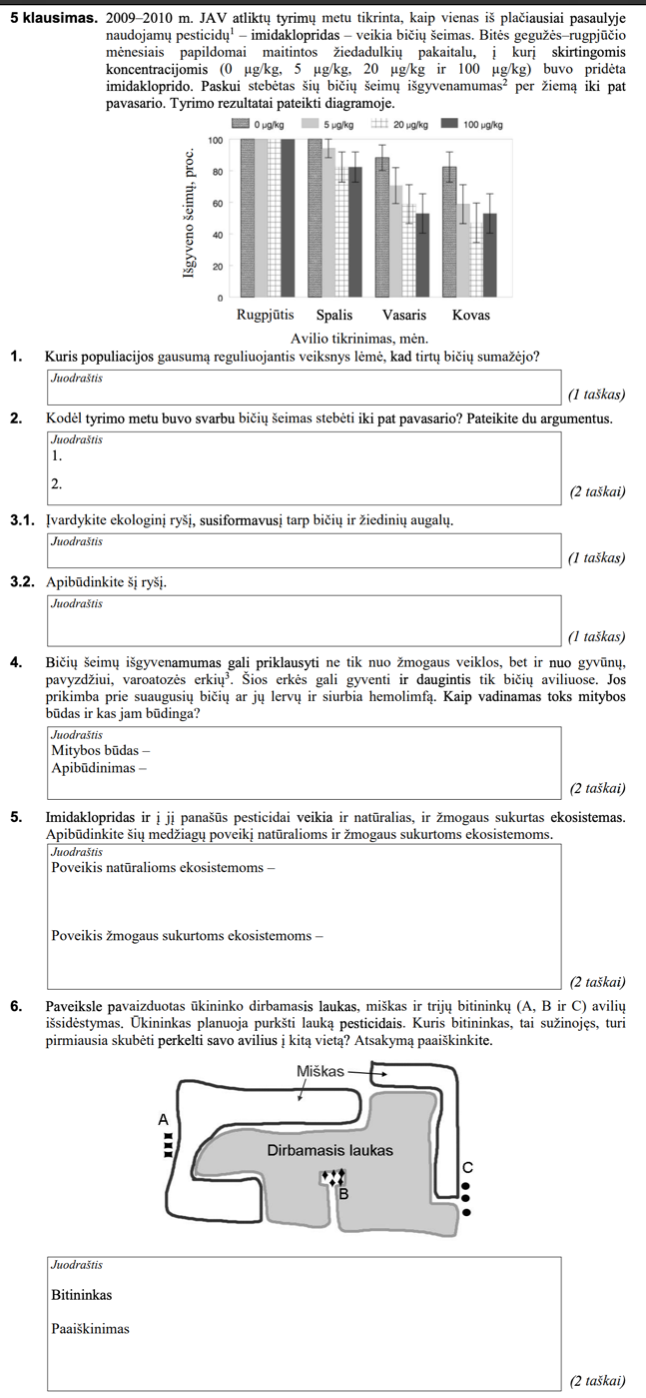 5 klausimas. 2009–2010 m. JAV atliktų tyrimų metu tikrinta, kaip vienas iš plačiausiai pasaulyje
naudojamų pesticidų¹ – imidaklopridas – veikia bičių šeimas. Bitės gegužės–rugpjūčio
mėnesiais papildomai maitintos žiedadulkių pakaitalu, į kurį skirtingomis
koncentracijomis (0 µg/kg, 5 µg/kg, 20 µg/kg ir 100 µg/kg) buvo pridėta
imidakloprido. Paskui stebėtas šių bičių šeimų išgyvenamumas² per žiemą iki pat
pavasario. Tyrimo rezultatai pateikti diagramoje.
0 µg/kg 5 µg/kg 20 µg/kg 100 µg/kg
Išgyveno šeimų, proc.
100
80
60
40
20
0
Rugpjūtis Spalis Vasaris Kovas
Avilio tikrinimas, mėn.
1. Kuris populiacijos gausumą reguliuojantis veiksnys lėmė, kad tirtų bičių sumažėjo?
Juodraštis
(1 taškas)
2. Kodėl tyrimo metu buvo svarbu bičių šeimas stebėti iki pat pavasario? Pateikite du argumentus.
Juodraštis
1.
2.
(2 taškai)
3.1. Įvardykite ekologinį ryšį, susiformavusį tarp bičių ir žiedinių augalų.
Juodraštis
(1 taškas)
3.2. Apibūdinkite šį ryšį.
Juodraštis
(1 taškas)
4. Bičių šeimų išgyvenamumas gali priklausyti ne tik nuo žmogaus veiklos, bet ir nuo gyvūnų,
pavyzdžiui, varoatozės erkių³. Šios erkės gali gyventi ir daugintis tik bičių aviliuose. Jos
prikimba prie suaugusių bičių ar jų lervų ir siurbia hemolimfą. Kaip vadinamas toks mitybos
būdas ir kas jam būdinga?
Juodraštis
Mitybos būdas –
Apibūdinimas –
(2 taškai)
5. Imidaklopridas ir į jį panašūs pesticidai veikia ir natūralias, ir žmogaus sukurtas ekosistemas.
Apibūdinkite šių medžiagų poveikį natūralioms ir žmogaus sukurtoms ekosistemoms.
Juodraštis
Poveikis natūralioms ekosistemoms –
Poveikis žmogaus sukurtoms ekosistemoms –
(2 taškai)
6. Paveiksle pavaizduotas ūkininko dirbamasis laukas, miškas ir trijų bitininkų (A, B ir C) avilių
išsidėstymas. Ūkininkas planuoja purkšti lauką pesticidais. Kuris bitininkas, tai sužinojęs, turi
pirmiausia skubėti perkelti savo avilius į kitą vietą? Atsakymą paaiškinkite.
Miškas
A
Dirbamasis laukas
C
B
Juodraštis
Bitininkas
Paaiškinimas
(2 taškai)